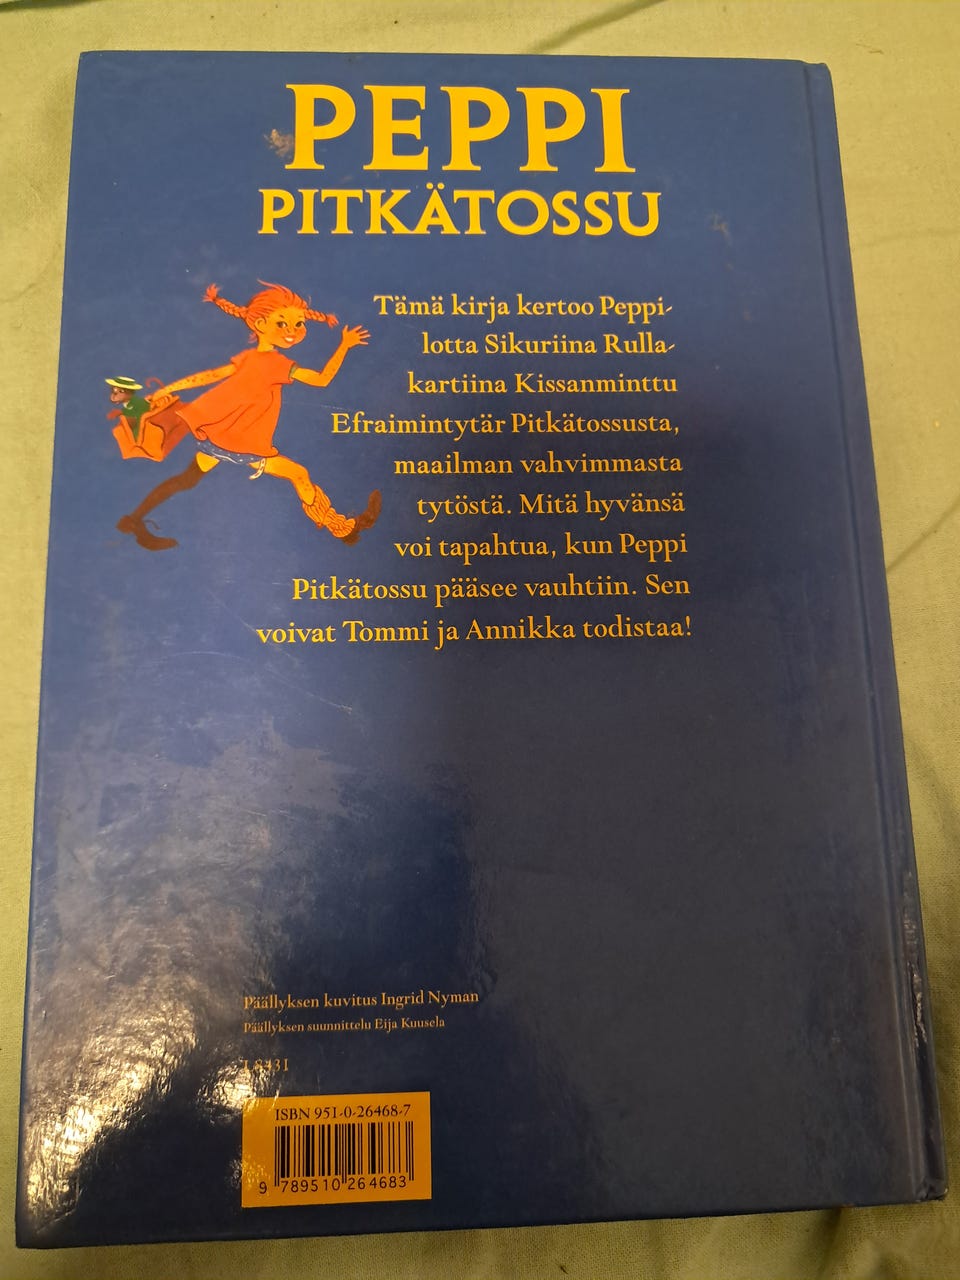 PEPPI
PITKÄTOSSU
Tämä kirja kertoo Peppi-
lotta Sikuriina Rulla-
kartiina Kissanminttu
Efraimintytär Pitkätossusta,
maailman vahvimmasta
tytöstä. Mitä hyvänsä
voi tapahtua, kun Peppi
Pitkätossu pääsee vauhtiin. Sen
voivat Tommi ja Annikka todistaa!
Päällyksen kuvitus Ingrid Nyman
Päällyksen suunnittelu Eija Kuusela
ISBN 951-0-26468-7
9 789510 264683